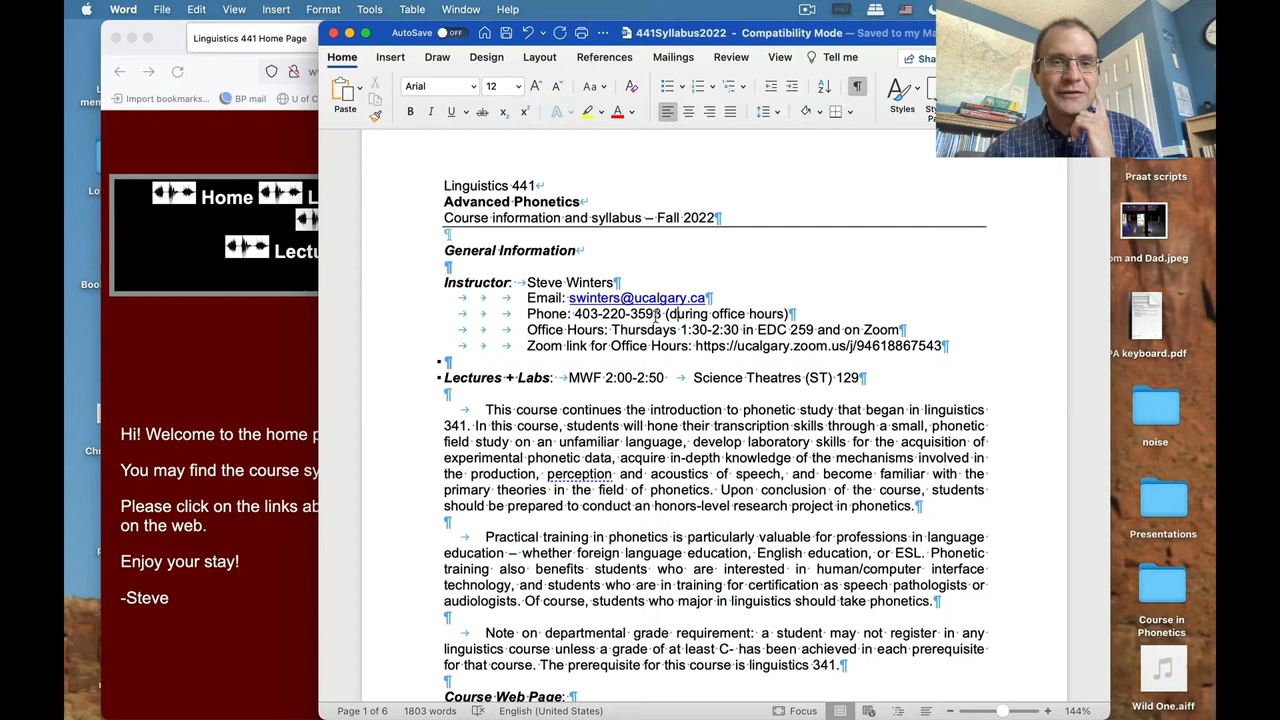 Word File Edit View Insert Format Tools Table Window Help
Linguistics 441 Home Page
AutoSave OFF
441Syllabus2022 - Compatibility Mode — Saved to my Ma
Home Insert Draw Design Layout References Mailings Review View Tell me
Sha
Import bookmarks...
BP mail
U of C
Paste
Arial
12
Styles
Home
Lectu
Hi! Welcome to the home p
You may find the course sy
Please click on the links ab
on the web.
Enjoy your stay!
-Steve
Linguistics 441
Advanced Phonetics
Course information and syllabus – Fall 2022
General Information
Instructor: Steve Winters
Email: swinters@ucalgary.ca
Phone: 403-220-3593 (during office hours)
Office Hours: Thursdays 1:30-2:30 in EDC 259 and on Zoom
Zoom link for Office Hours: https://ucalgary.zoom.us/j/94618867543
Lectures + Labs: MWF 2:00-2:50 Science Theatres (ST) 129
This course continues the introduction to phonetic study that began in linguistics
341. In this course, students will hone their transcription skills through a small, phonetic
field study on an unfamiliar language, develop laboratory skills for the acquisition of
experimental phonetic data, acquire in-depth knowledge of the mechanisms involved in
the production, perception and acoustics of speech, and become familiar with the
primary theories in the field of phonetics. Upon conclusion of the course, students
should be prepared to conduct an honors-level research project in phonetics.
Practical training in phonetics is particularly valuable for professions in language
education – whether foreign language education, English education, or ESL. Phonetic
training also benefits students who are interested in human/computer interface
technology, and students who are in training for certification as speech pathologists or
audiologists. Of course, students who major in linguistics should take phonetics.
Note on departmental grade requirement: a student may not register in any
linguistics course unless a grade of at least C- has been achieved in each prerequisite
for that course. The prerequisite for this course is linguistics 341.
Course Web Page:
Page 1 of 6 1803 words English (United States) Focus 144%
Praat scripts
om and Dad.jpeg
PA keyboard.pdf
noise
Presentations
Course in
Phonetics
Wild One.aiff